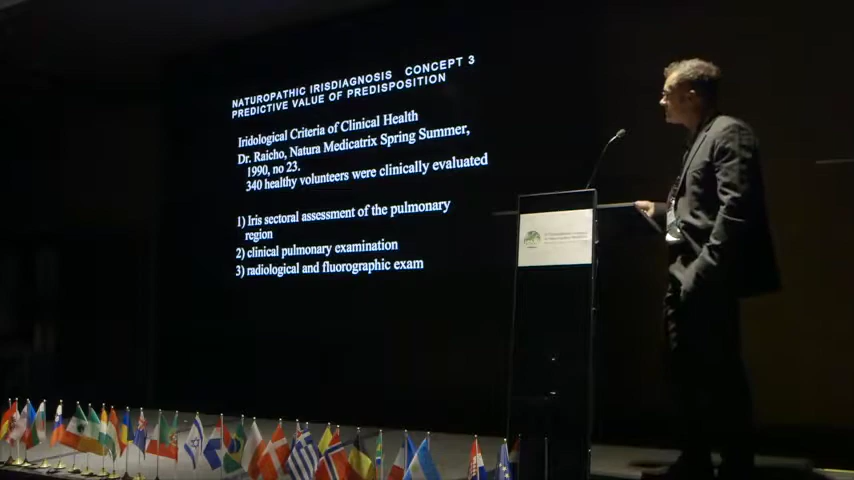 NATUROPATHIC IRISDIAGNOSIS CONCEPT 3
PREDICTIVE VALUE OF PREDISPOSITION
Iridological Criteria of Clinical Health
Dr. Raicho, Natura Medicatrix Spring Summer,
1990, no 23.
340 healthy volunteers were clinically evaluated
1) Iris sectoral assessment of the pulmonary
region
2) clinical pulmonary examination
3) radiological and fluorographic exam